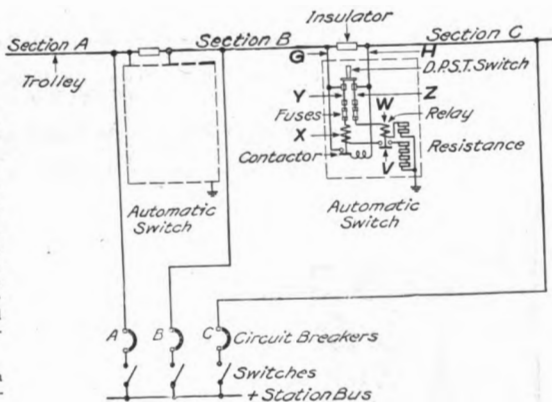 Insulator
Section A
Section B
Section C
G
H
Trolley
D.P.S.T. Switch
Y
Z
Fuses
W
Relay
X
Resistance
Contactor
V
Automatic
Switch
Automatic
Switch
A
B
C
Circuit Breakers
Switches
+ Station Bus